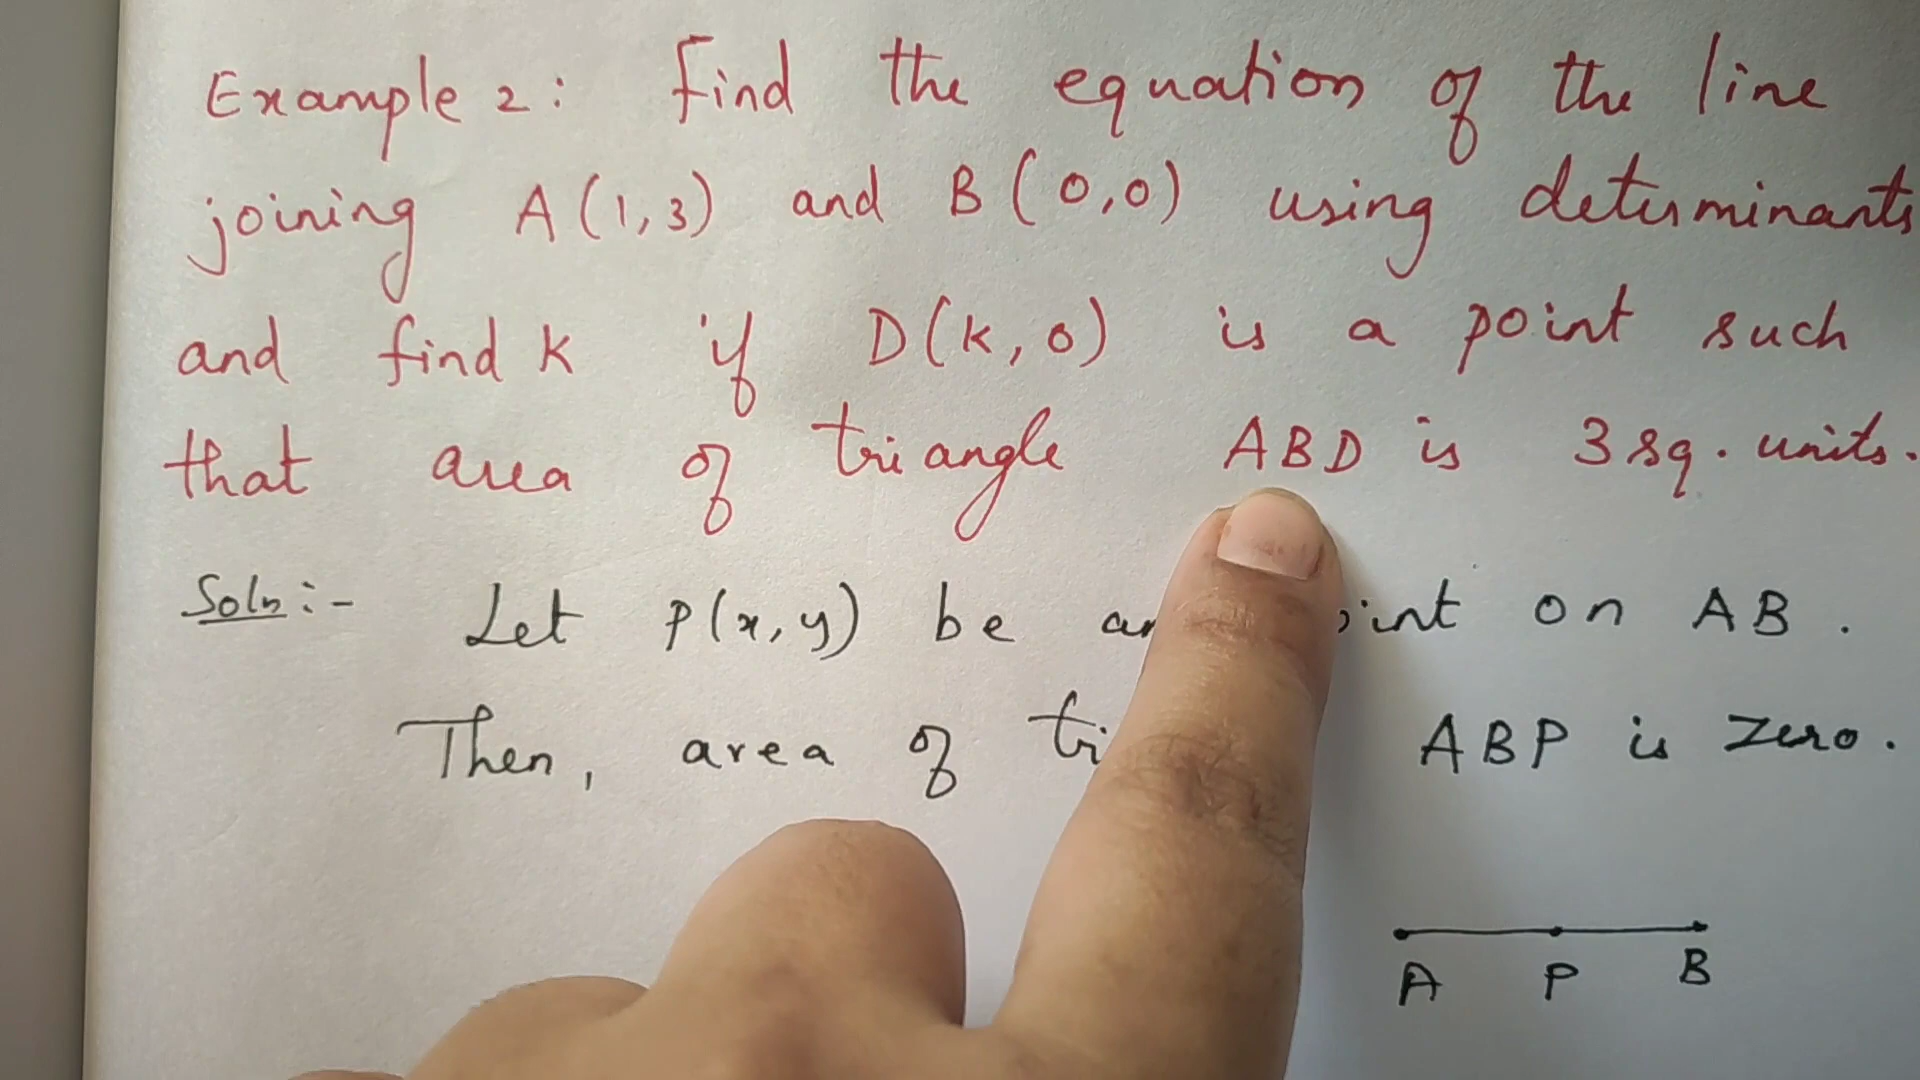 Example 2: Find the equation of the line
joining A(1,3) and B(0,0) using determinants
and find k if D(k,0) is a point such
that area of triangle ABD is 3 sq. units.
Soln:- Let P(x,y) be on AB.
Then, area of ABP is zero.
A P B